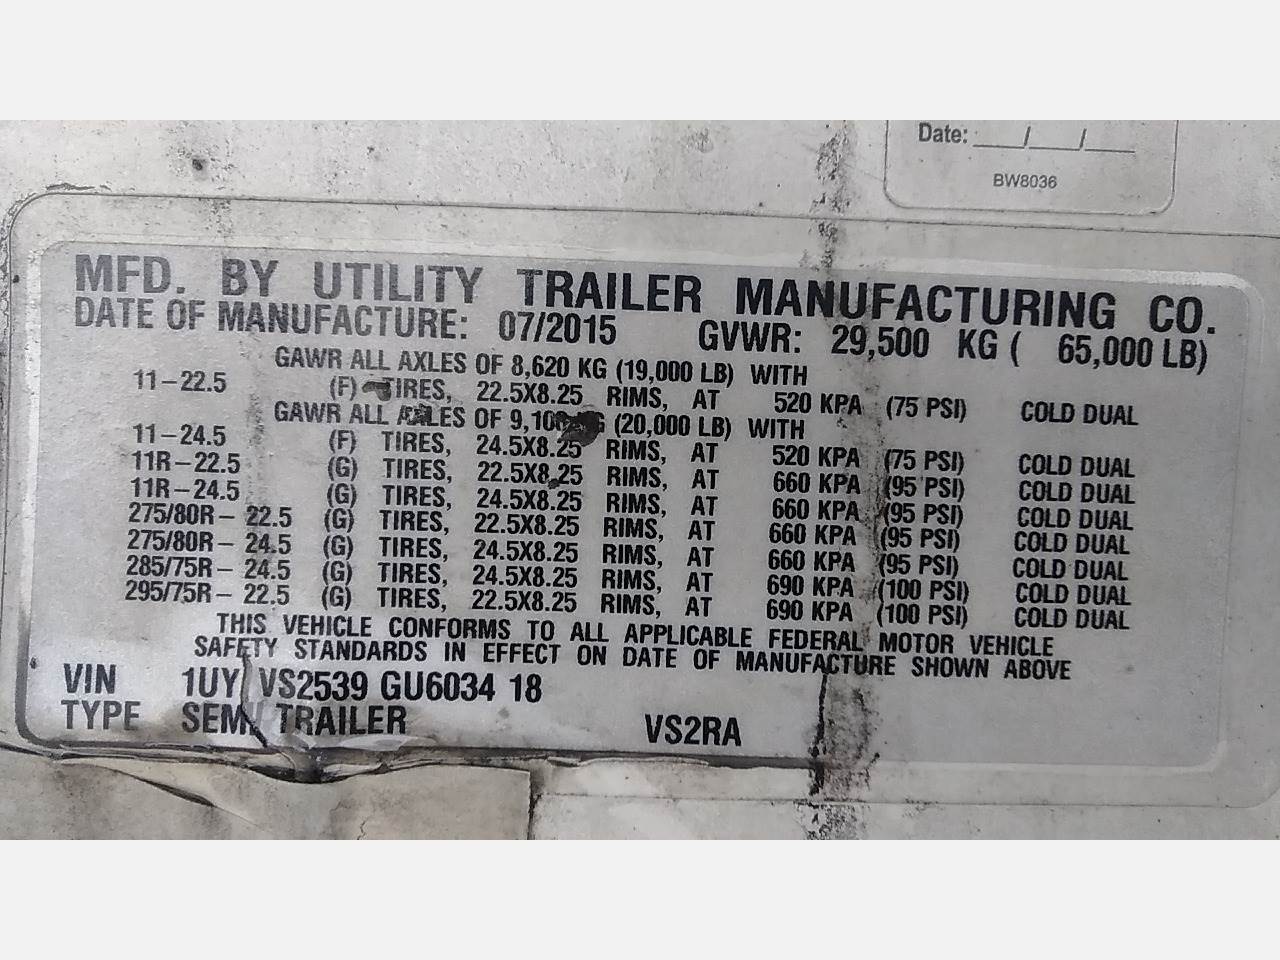 Date: ___/___/___
BW8036
MFD. BY UTILITY TRAILER MANUFACTURING CO.
DATE OF MANUFACTURE: 07/2015 GVWR: 29,500 KG ( 65,000 LB)
GAWR ALL AXLES OF 8,620 KG (19,000 LB) WITH
11-22.5 (F) TIRES, 22.5X8.25 RIMS, AT 520 KPA (75 PSI) COLD DUAL
GAWR ALL AXLES OF (20,000 LB) WITH
11-24.5 (F) TIRES, 24.5X8.25 RIMS, AT 520 KPA (75 PSI) COLD DUAL
11R-22.5 (G) TIRES, 22.5X8.25 RIMS, AT 660 KPA (95 PSI) COLD DUAL
11R-24.5 (G) TIRES, 24.5X8.25 RIMS, AT 660 KPA (95 PSI) COLD DUAL
275/80R-22.5 (G) TIRES, 22.5X8.25 RIMS, AT 660 KPA (95 PSI) COLD DUAL
275/80R-24.5 (G) TIRES, 24.5X8.25 RIMS, AT 660 KPA (95 PSI) COLD DUAL
285/75R-24.5 (G) TIRES, 24.5X8.25 RIMS, AT 690 KPA (100 PSI) COLD DUAL
295/75R-22.5 (G) TIRES, 22.5X8.25 RIMS, AT 690 KPA (100 PSI) COLD DUAL
THIS VEHICLE CONFORMS TO ALL APPLICABLE FEDERAL MOTOR VEHICLE
SAFETY STANDARDS IN EFFECT ON DATE OF MANUFACTURE SHOWN ABOVE
VIN 1UY VS2539 GU6034 18
TYPE SEMI TRAILER VS2RA